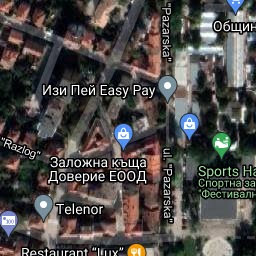 "Pazarska"
Общин
Изи Пей Easy Pay
"Razlog"
Sports Ha
Спортна за
"Фестивалн
Заложна къща
Доверие ЕООД
ul. "Pazarska"
Telenor
Restaurant "Lux"